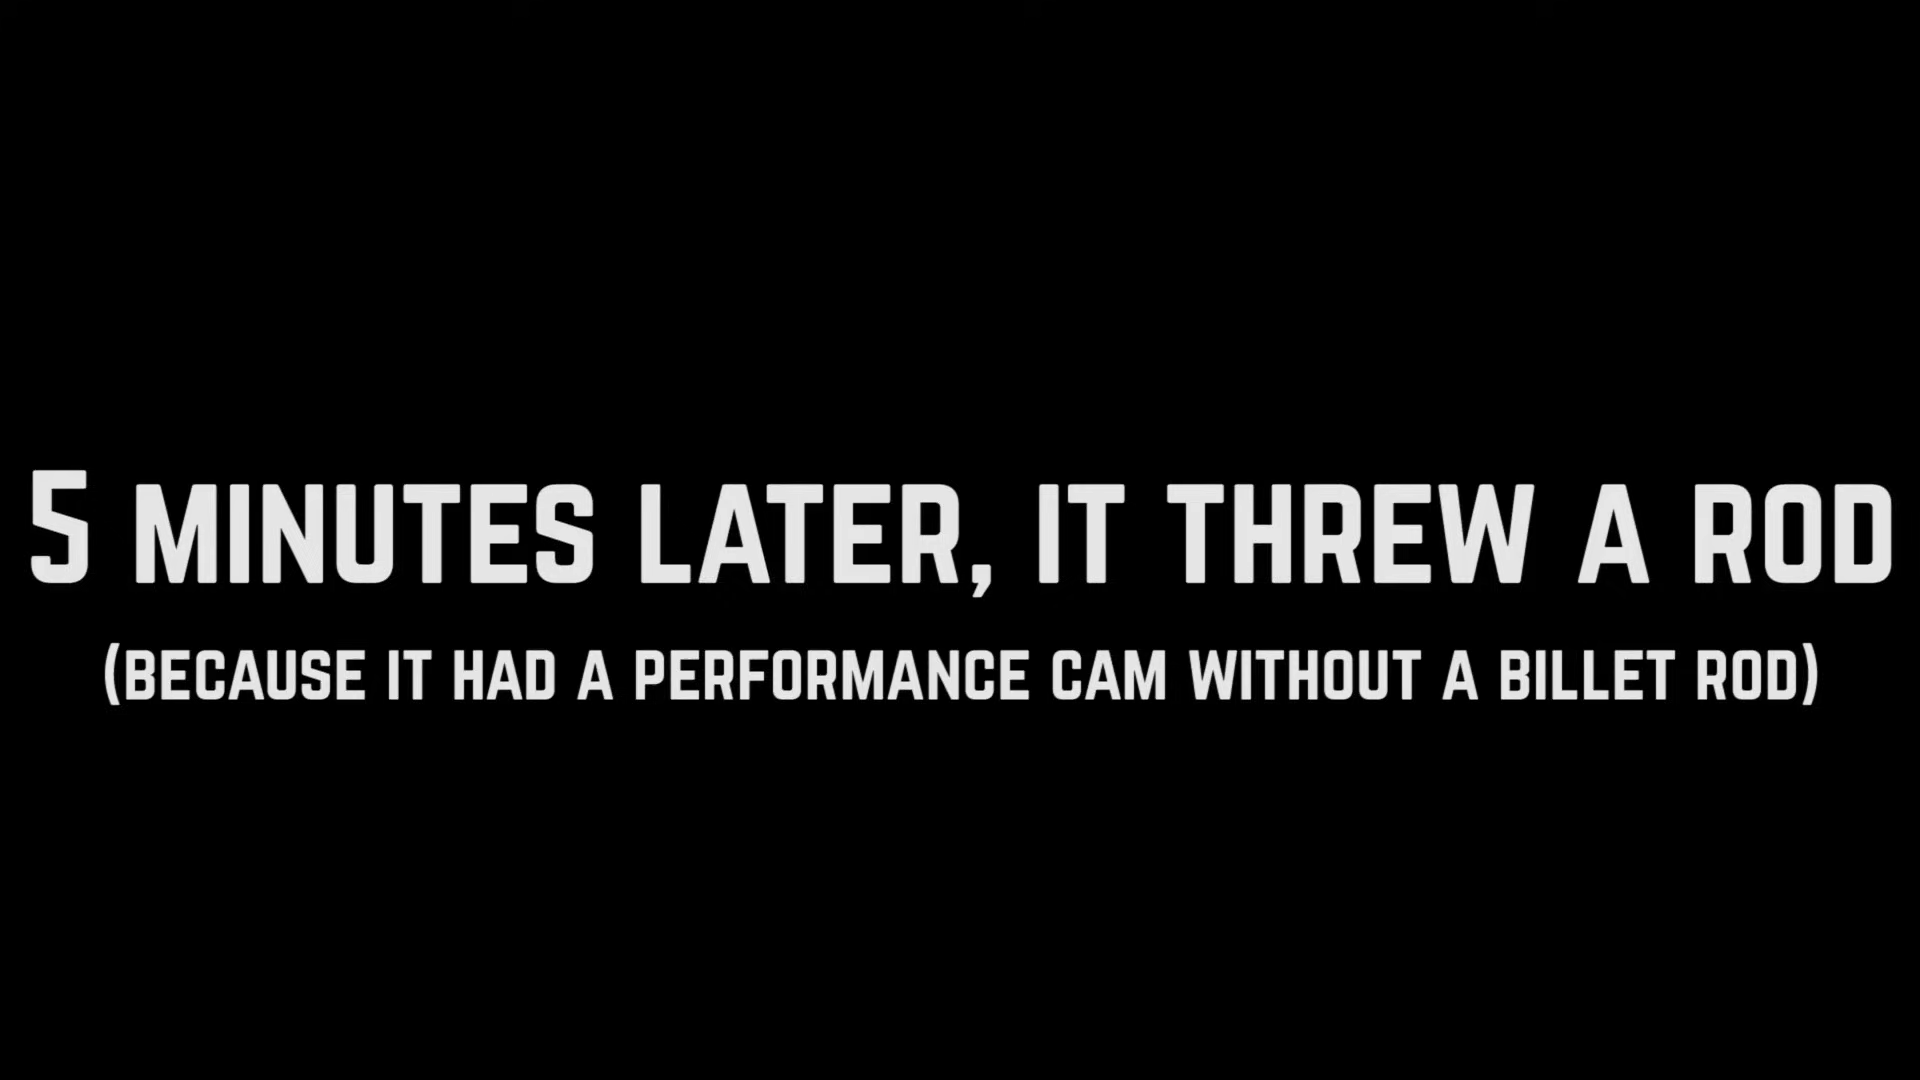 5 MINUTES LATER, IT THREW A ROD
(BECAUSE IT HAD A PERFORMANCE CAM WITHOUT A BILLET ROD)